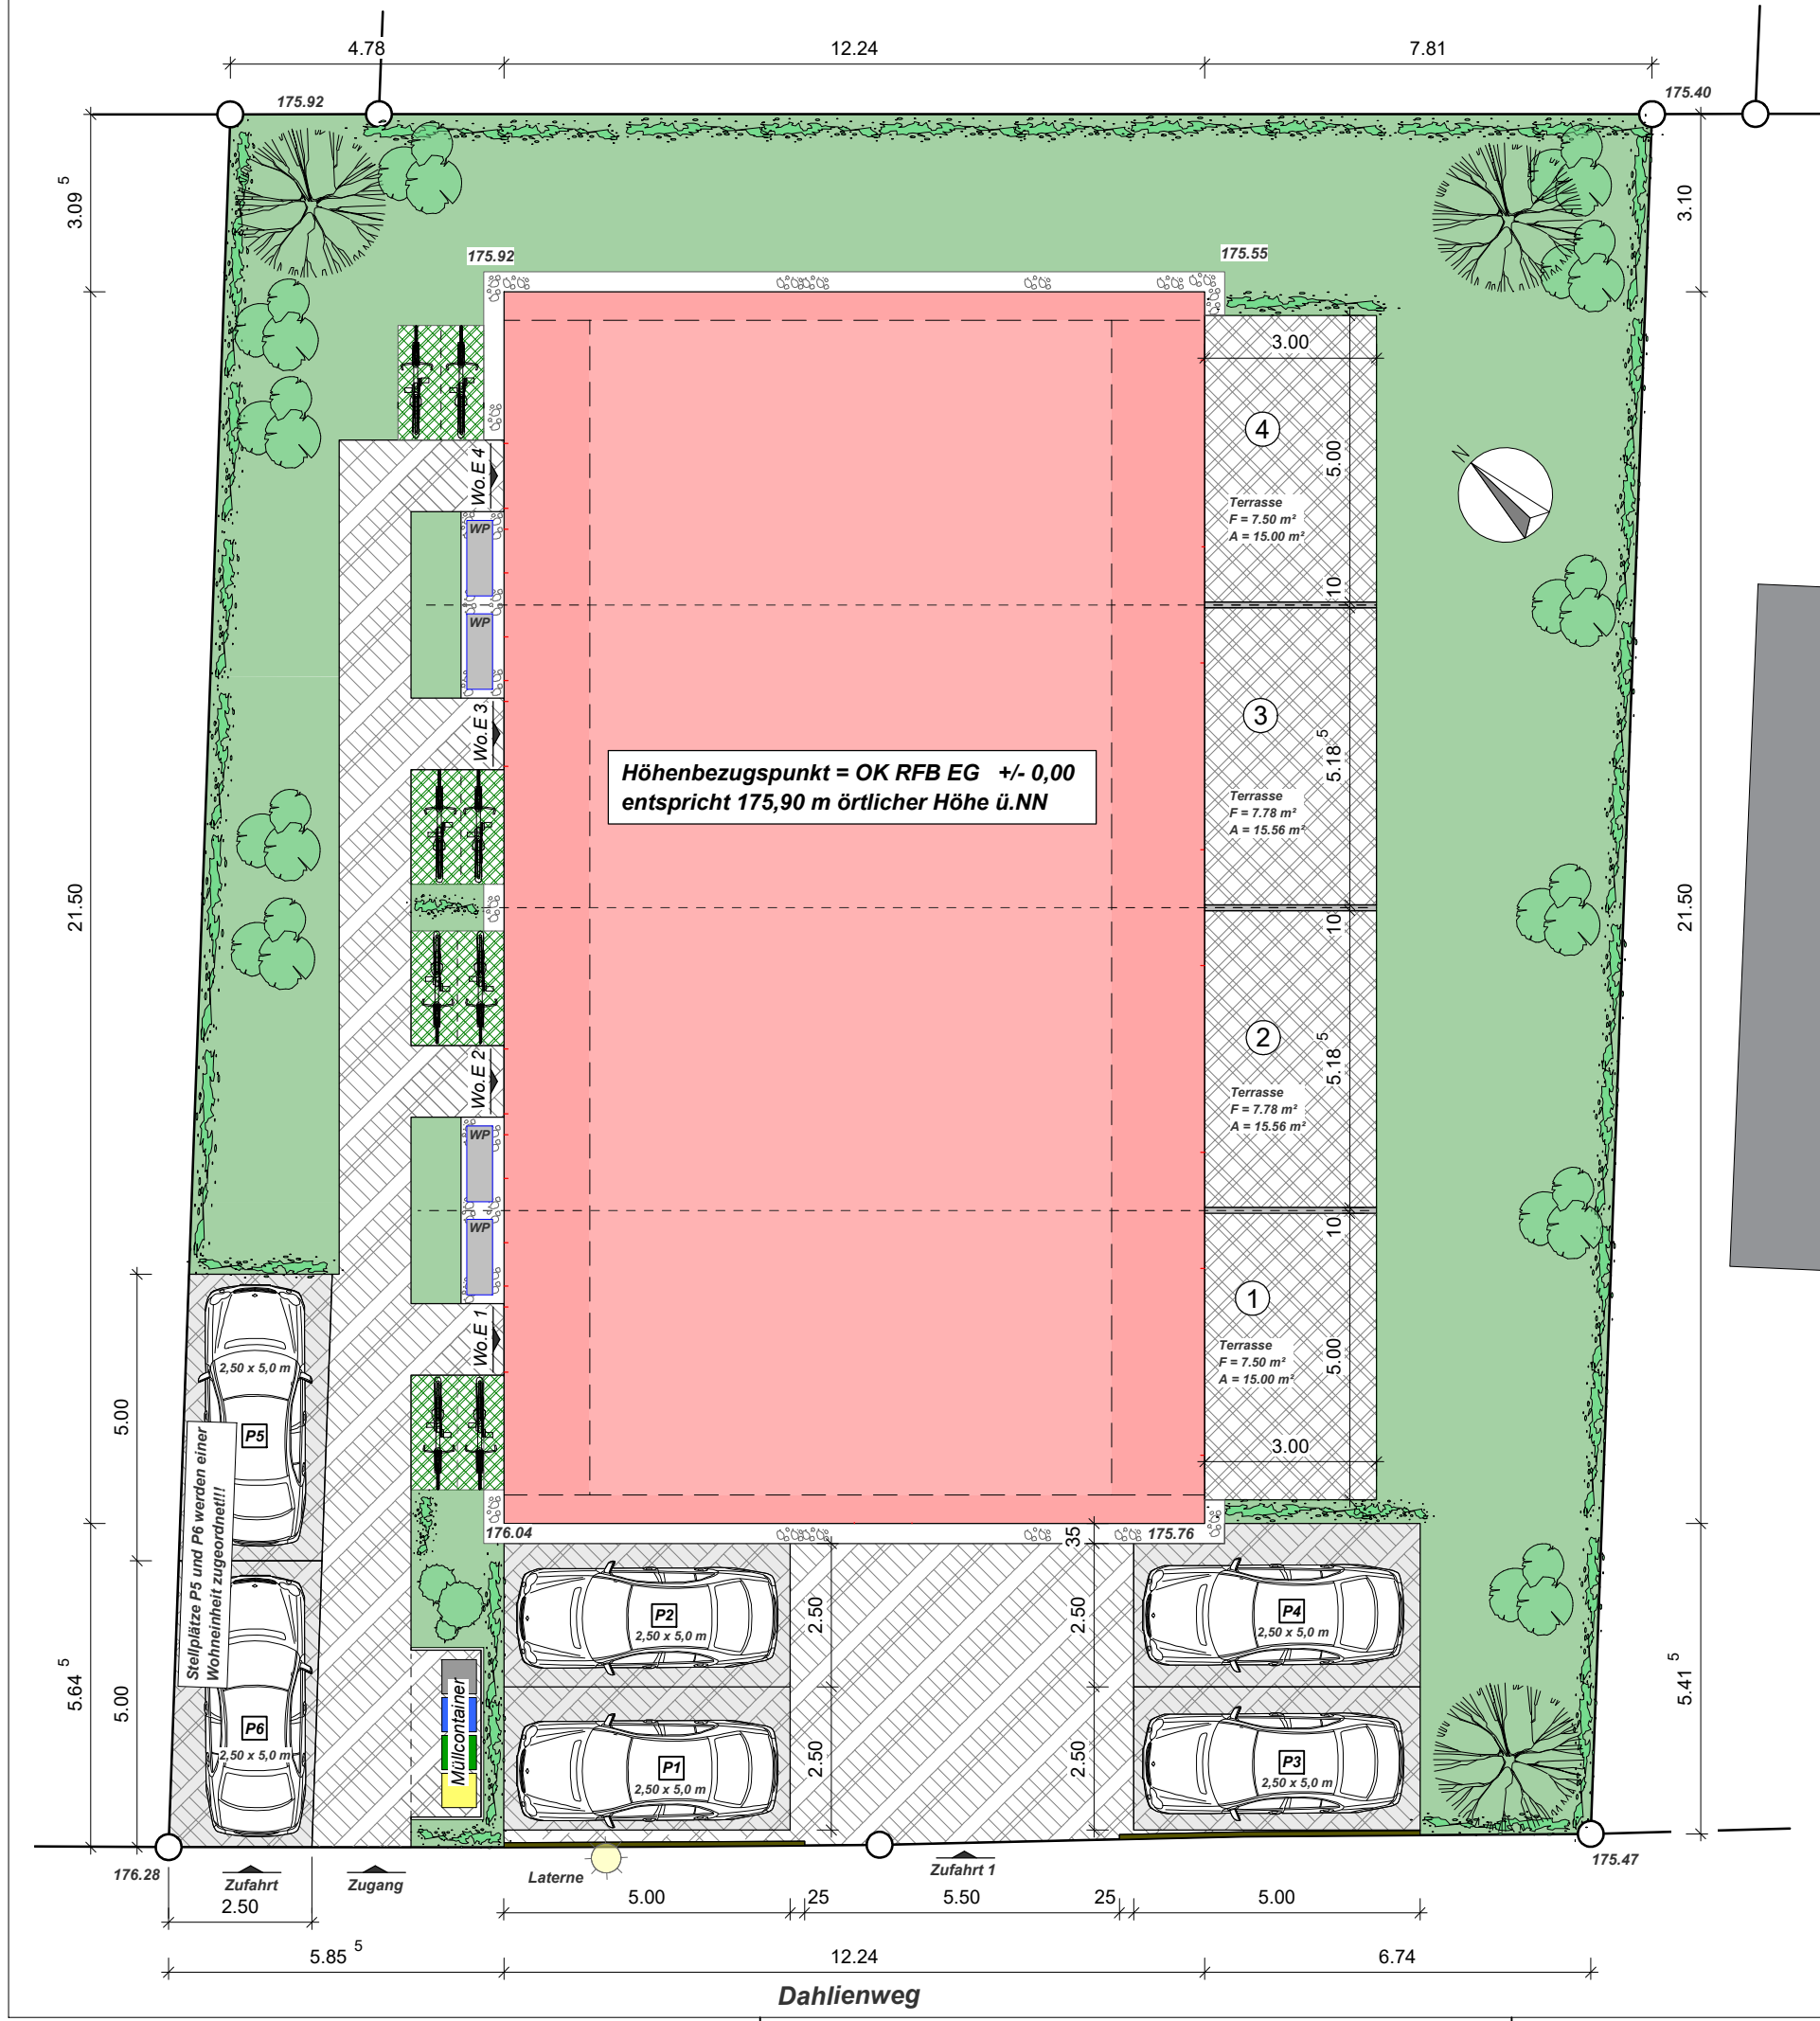 4.78
12.24
7.81
175.92
175.40
3.09 5
3.10
175.92
175.55
3.00
4
5.00
N
Wo.E 4
Terrasse
F = 7.50 m²
A = 15.00 m²
WP
10
WP
Wo.E 3
3
5.18 5
Höhenbezugspunkt = OK RFB EG +/- 0,00
entspricht 175,90 m örtlicher Höhe ü.NN
Terrasse
F = 7.78 m²
A = 15.56 m²
21.50
21.50
10
2
5.18 5
Wo.E 2
Terrasse
F = 7.78 m²
A = 15.56 m²
WP
WP
10
1
Wo.E 1
Terrasse
F = 7.50 m²
A = 15.00 m²
5.00
3.00
2,50 x 5,0 m
P5
5.00
Stellplätze P5 und P6 werden einer
Wohneinheit zugeordnet!!!
176.04
175.76
35
P2
2,50 x 5,0 m
2.50
2.50
P4
2,50 x 5,0 m
5.64 5
5.00
5.41 5
P6
2,50 x 5,0 m
Müllcontainer
P1
2,50 x 5,0 m
2.50
2.50
P3
2,50 x 5,0 m
176.28
Zufahrt
Zugang
Laterne
Zufahrt 1
175.47
2.50
5.00
25
5.50
25
5.00
5.85 5
12.24
6.74
Dahlienweg